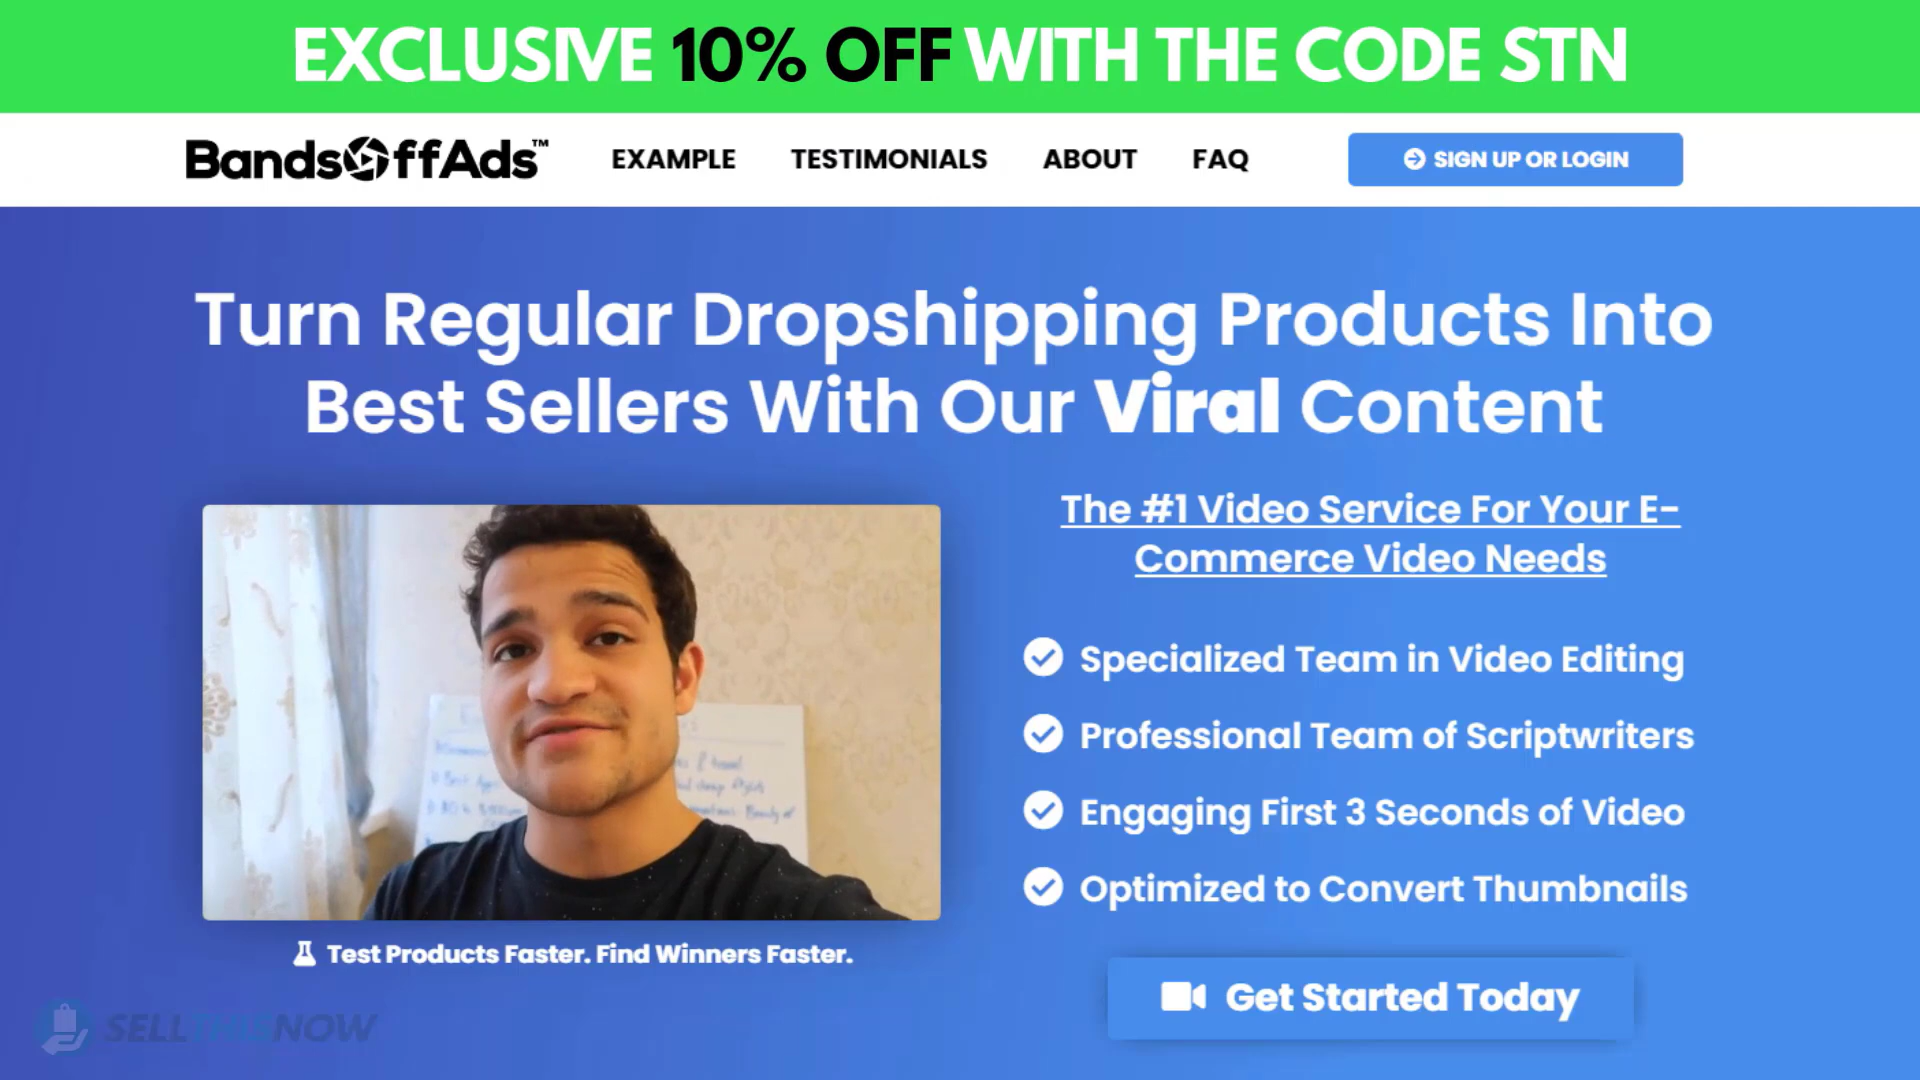 EXCLUSIVE 10% OFF WITH THE CODE STN
BandsOffAds™ EXAMPLE TESTIMONIALS ABOUT FAQ SIGN UP OR LOGIN
Turn Regular Dropshipping Products Into
Best Sellers With Our Viral Content
The #1 Video Service For Your E-
Commerce Video Needs
Specialized Team in Video Editing
Professional Team of Scriptwriters
Engaging First 3 Seconds of Video
Optimized to Convert Thumbnails
Test Products Faster. Find Winners Faster.
Get Started Today
SELLTHISNOW